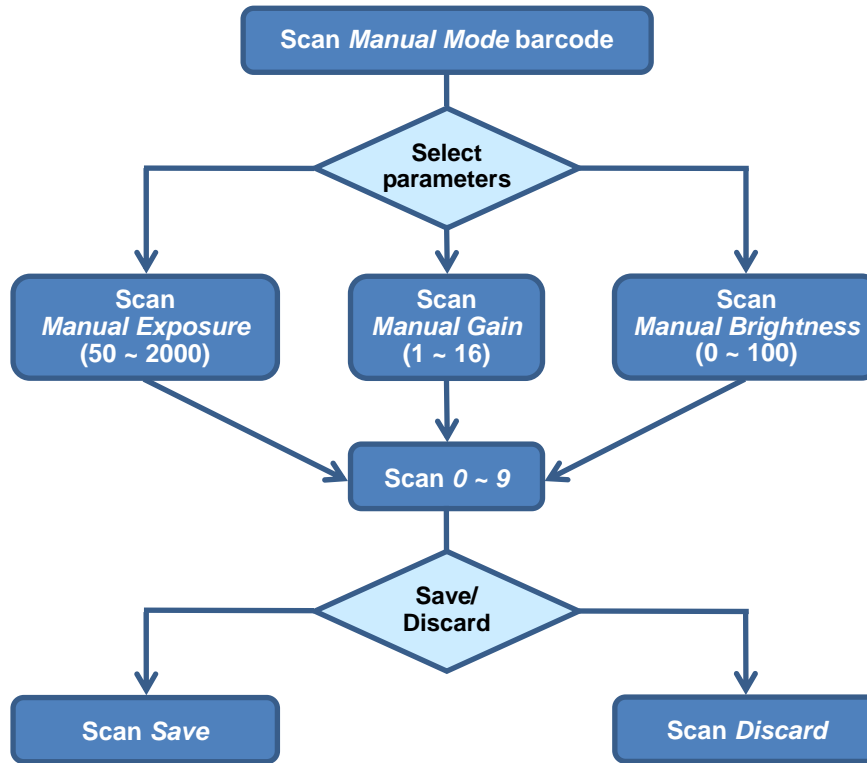 Scan Manual Mode barcode
Select
parameters
Scan
Manual Exposure
(50 ~ 2000)
Scan
Manual Gain
(1 ~ 16)
Scan
Manual Brightness
(0 ~ 100)
Scan 0 ~ 9
Save/
Discard
Scan Save
Scan Discard